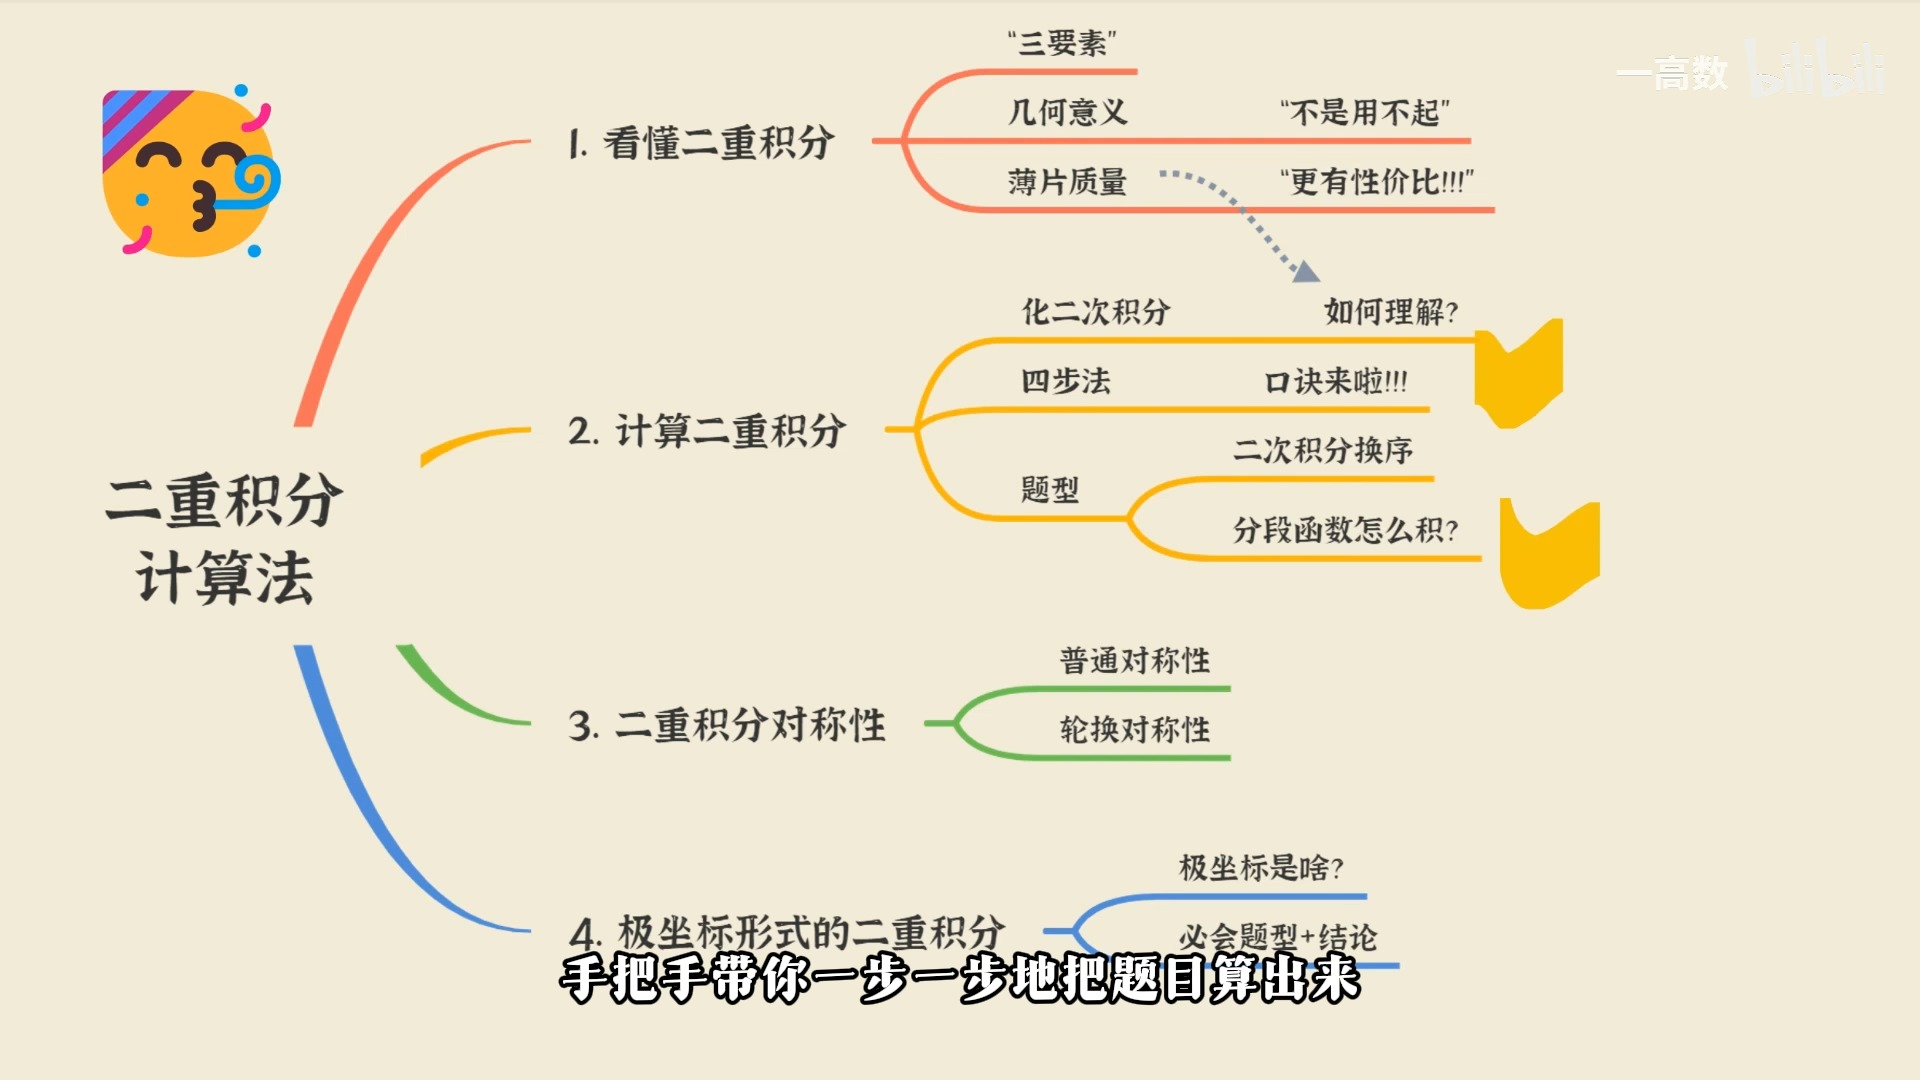 一高数 bilibili
二重积分
计算法
1. 看懂二重积分
“三要素”
几何意义 “不是用不起”
薄片质量 “更有性价比!!!”
2. 计算二重积分
化二次积分 如何理解?
四步法 口诀来啦!!!
题型
二次积分换序
分段函数怎么积?
3. 二重积分对称性
普通对称性
轮换对称性
4. 极坐标形式的二重积分
极坐标是啥?
必会题型+结论
手把手带你一步一步地把题目算出来